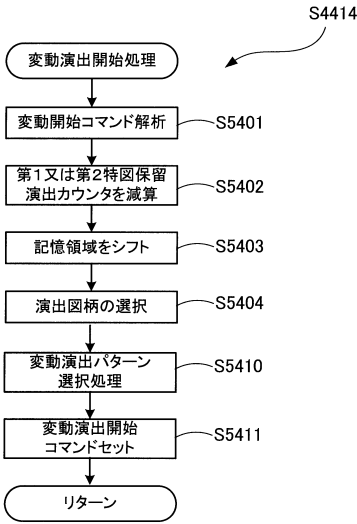 S4414
変動演出開始処理
変動開始コマンド解析
S5401
第1又は第2特図保留
演出カウンタを減算
S5402
記憶領域をシフト
S5403
演出図柄の選択
S5404
変動演出パターン
選択処理
S5410
変動演出開始
コマンドセット
S5411
リターン